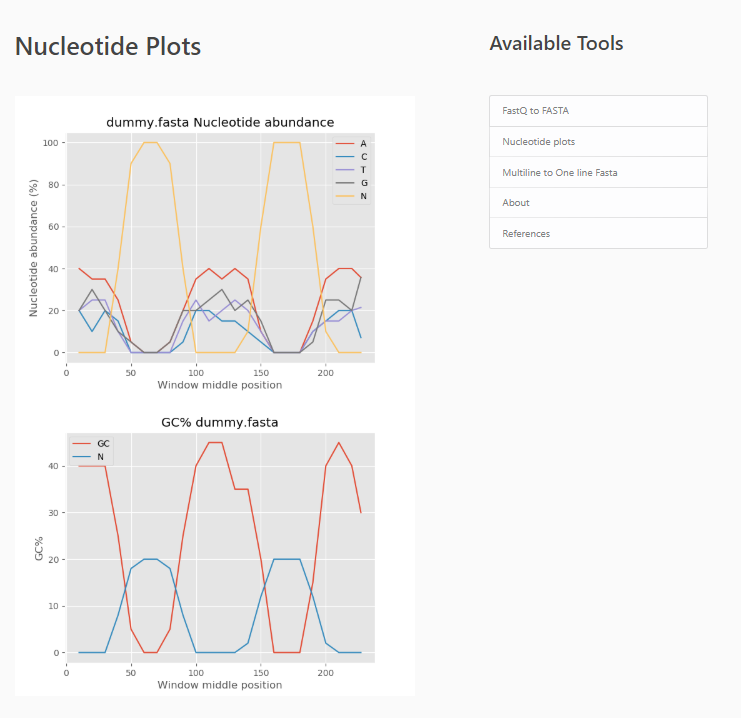 Nucleotide Plots
dummy.fasta Nucleotide abundance
A
C
T
G
N
100
80
60
40
20
0
Nucleotide abundance (%)
0 50 100 150 200
Window middle position
GC% dummy.fasta
GC
N
40
30
20
10
0
GC%
0 50 100 150 200
Window middle position
Available Tools
FastQ to FASTA
Nucleotide plots
Multiline to One line Fasta
About
References